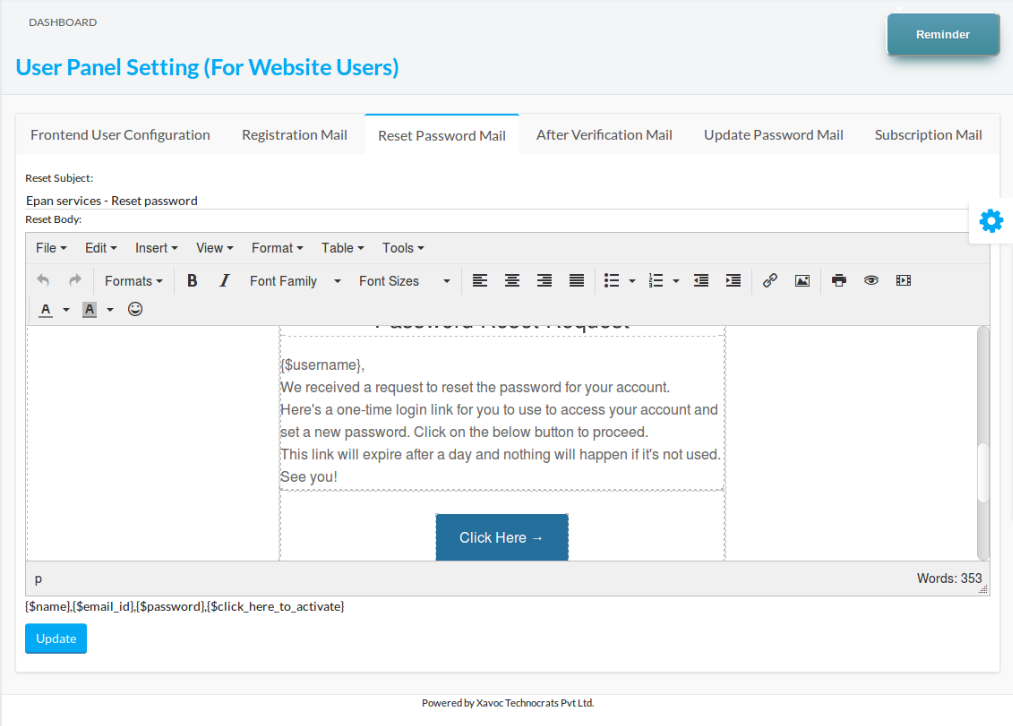 DASHBOARD
Reminder
User Panel Setting (For Website Users)
Frontend User Configuration Registration Mail Reset Password Mail After Verification Mail Update Password Mail Subscription Mail
Reset Subject:
Epan services - Reset password
Reset Body:
File Edit Insert View Format Table Tools
Formats B I Font Family Font Sizes
A A
Password Reset Request
{$username},
We received a request to reset the password for your account.
Here's a one-time login link for you to use to access your account and
set a new password. Click on the below button to proceed.
This link will expire after a day and nothing will happen if it's not used.
See you!
Click Here →
p Words: 353
{$name},{$email_id},{$password},{$click_here_to_activate}
Update
Powered by Xavoc Technocrats Pvt Ltd.